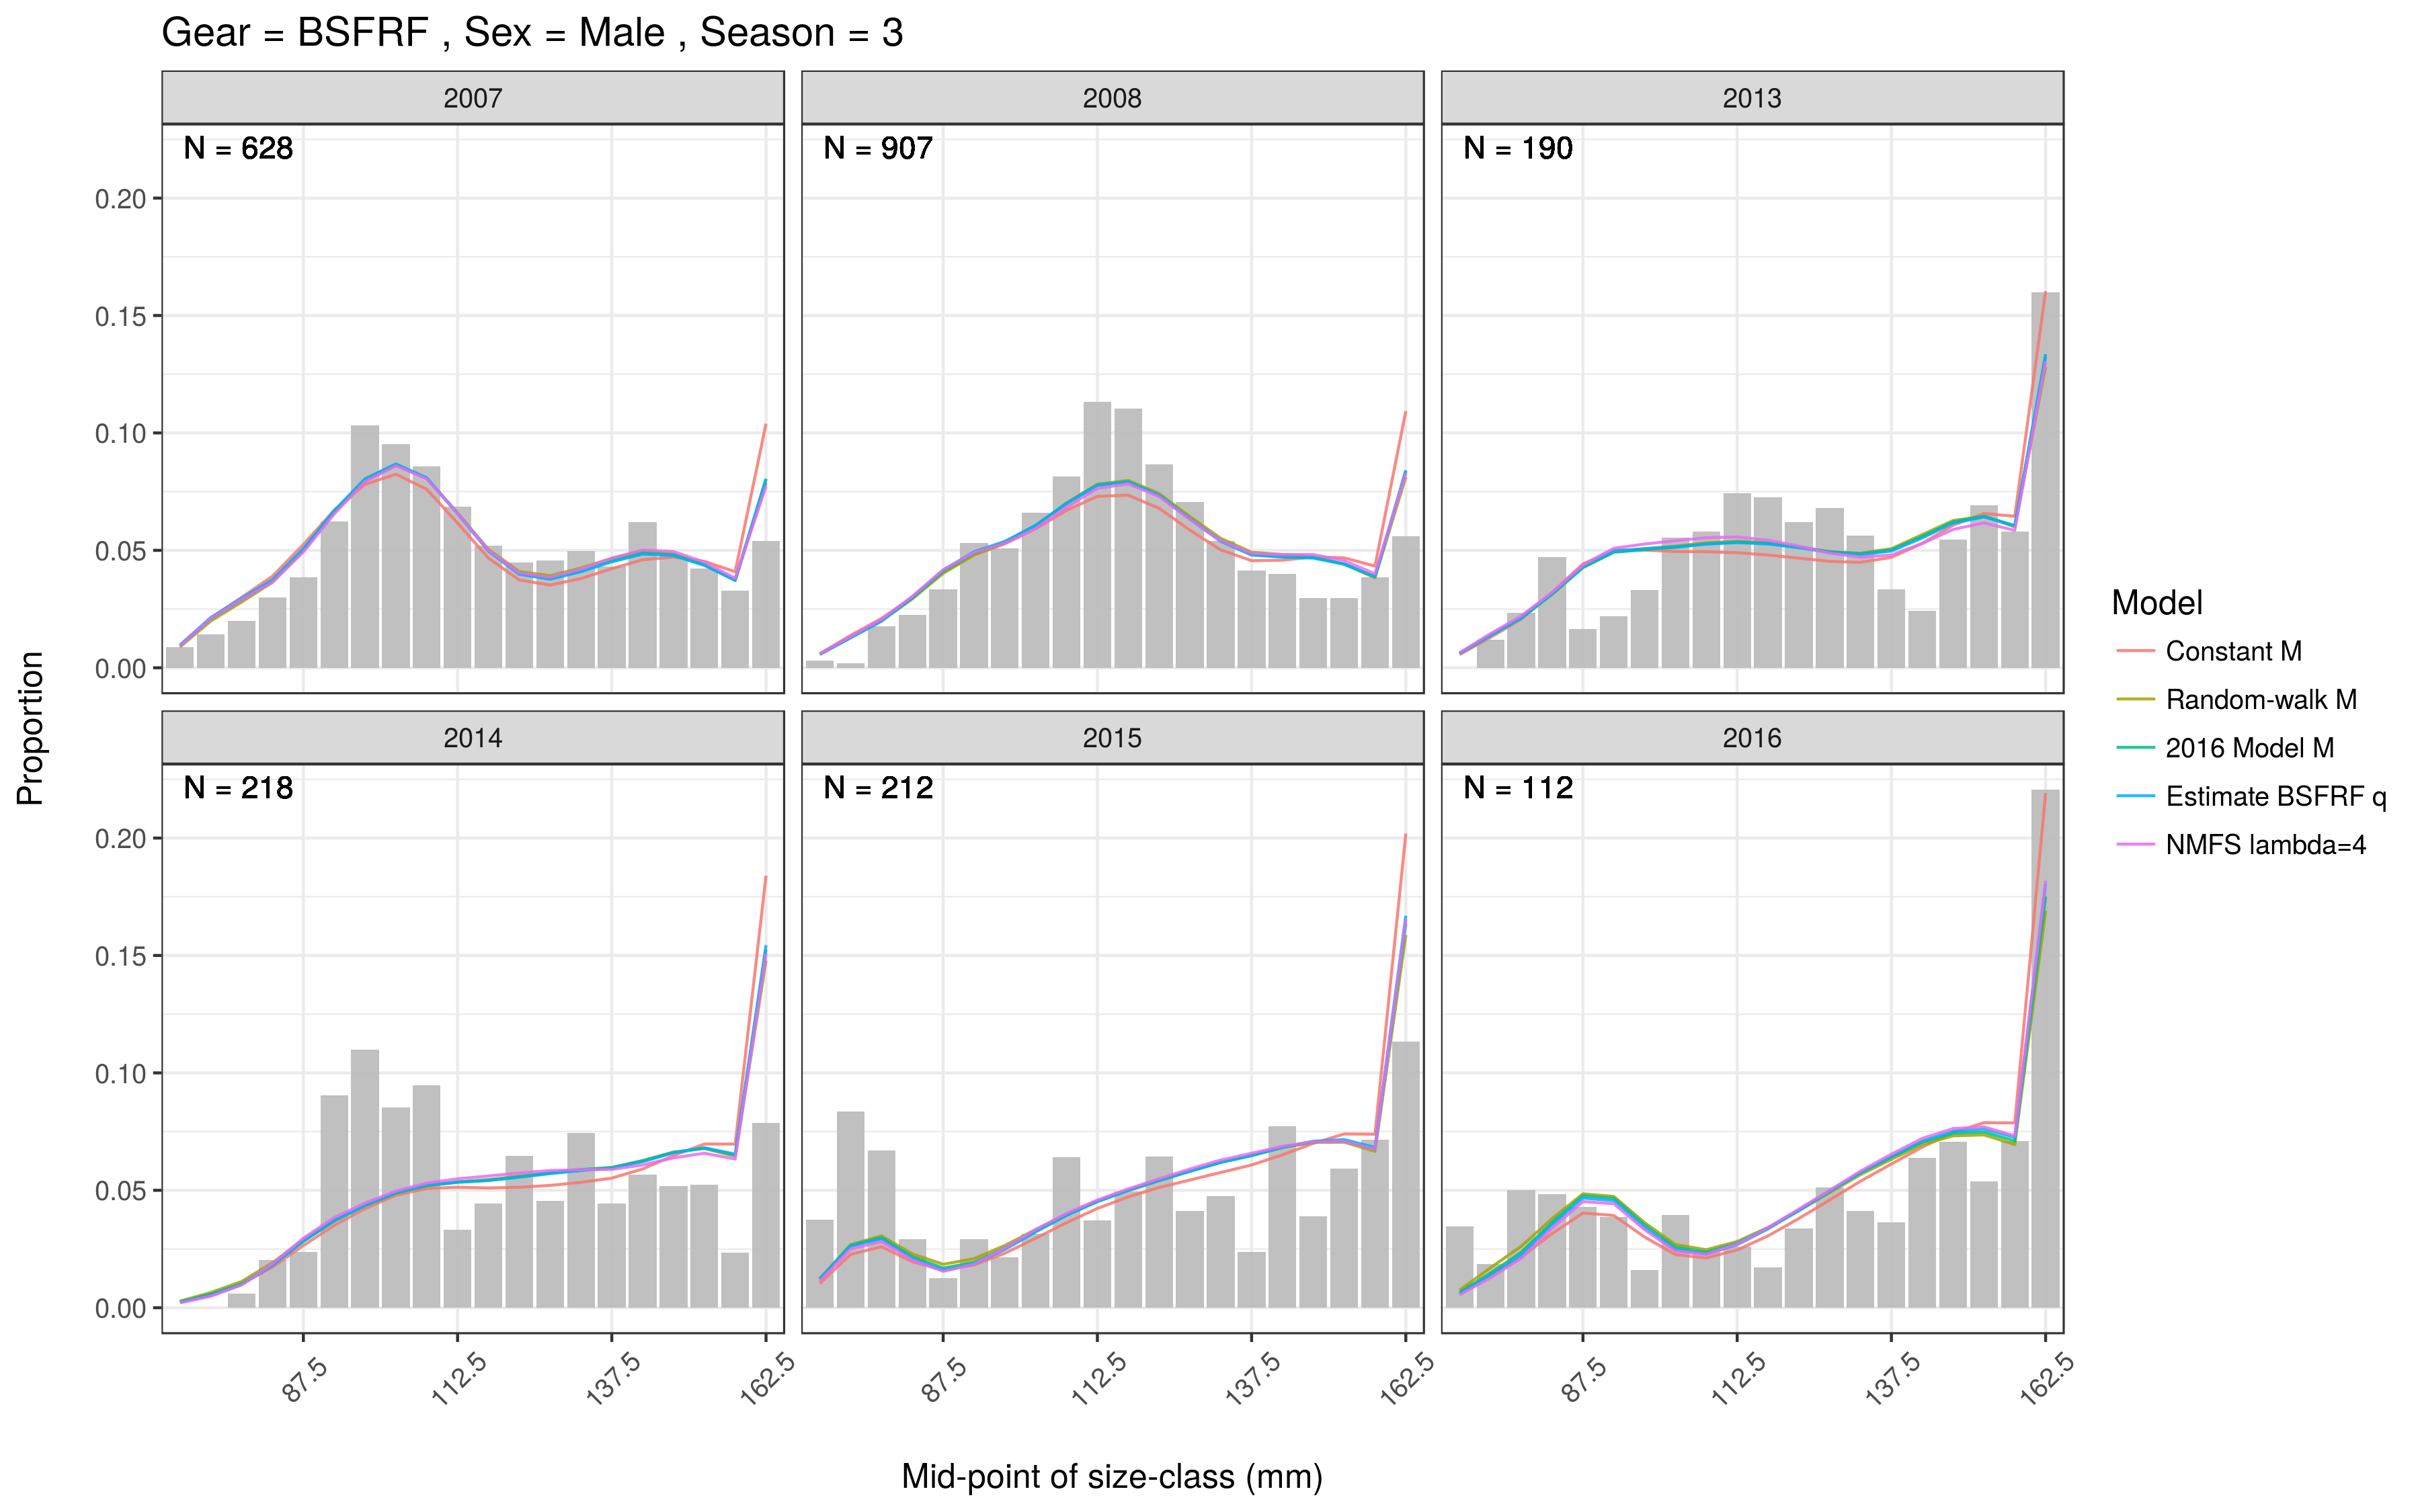 Gear = BSFRF , Sex = Male , Season = 3
2007
2008
2013
N = 628
N = 907
N = 190
0.20
0.15
0.10
0.05
0.00
2014
2015
2016
N = 218
N = 212
N = 112
0.20
0.15
0.10
0.05
0.00
87.5
112.5
137.5
162.5
87.5
112.5
137.5
162.5
87.5
112.5
137.5
162.5
Proportion
Mid-point of size-class (mm)
Model
Constant M
Random-walk M
2016 Model M
Estimate BSFRF q
NMFS lambda=4